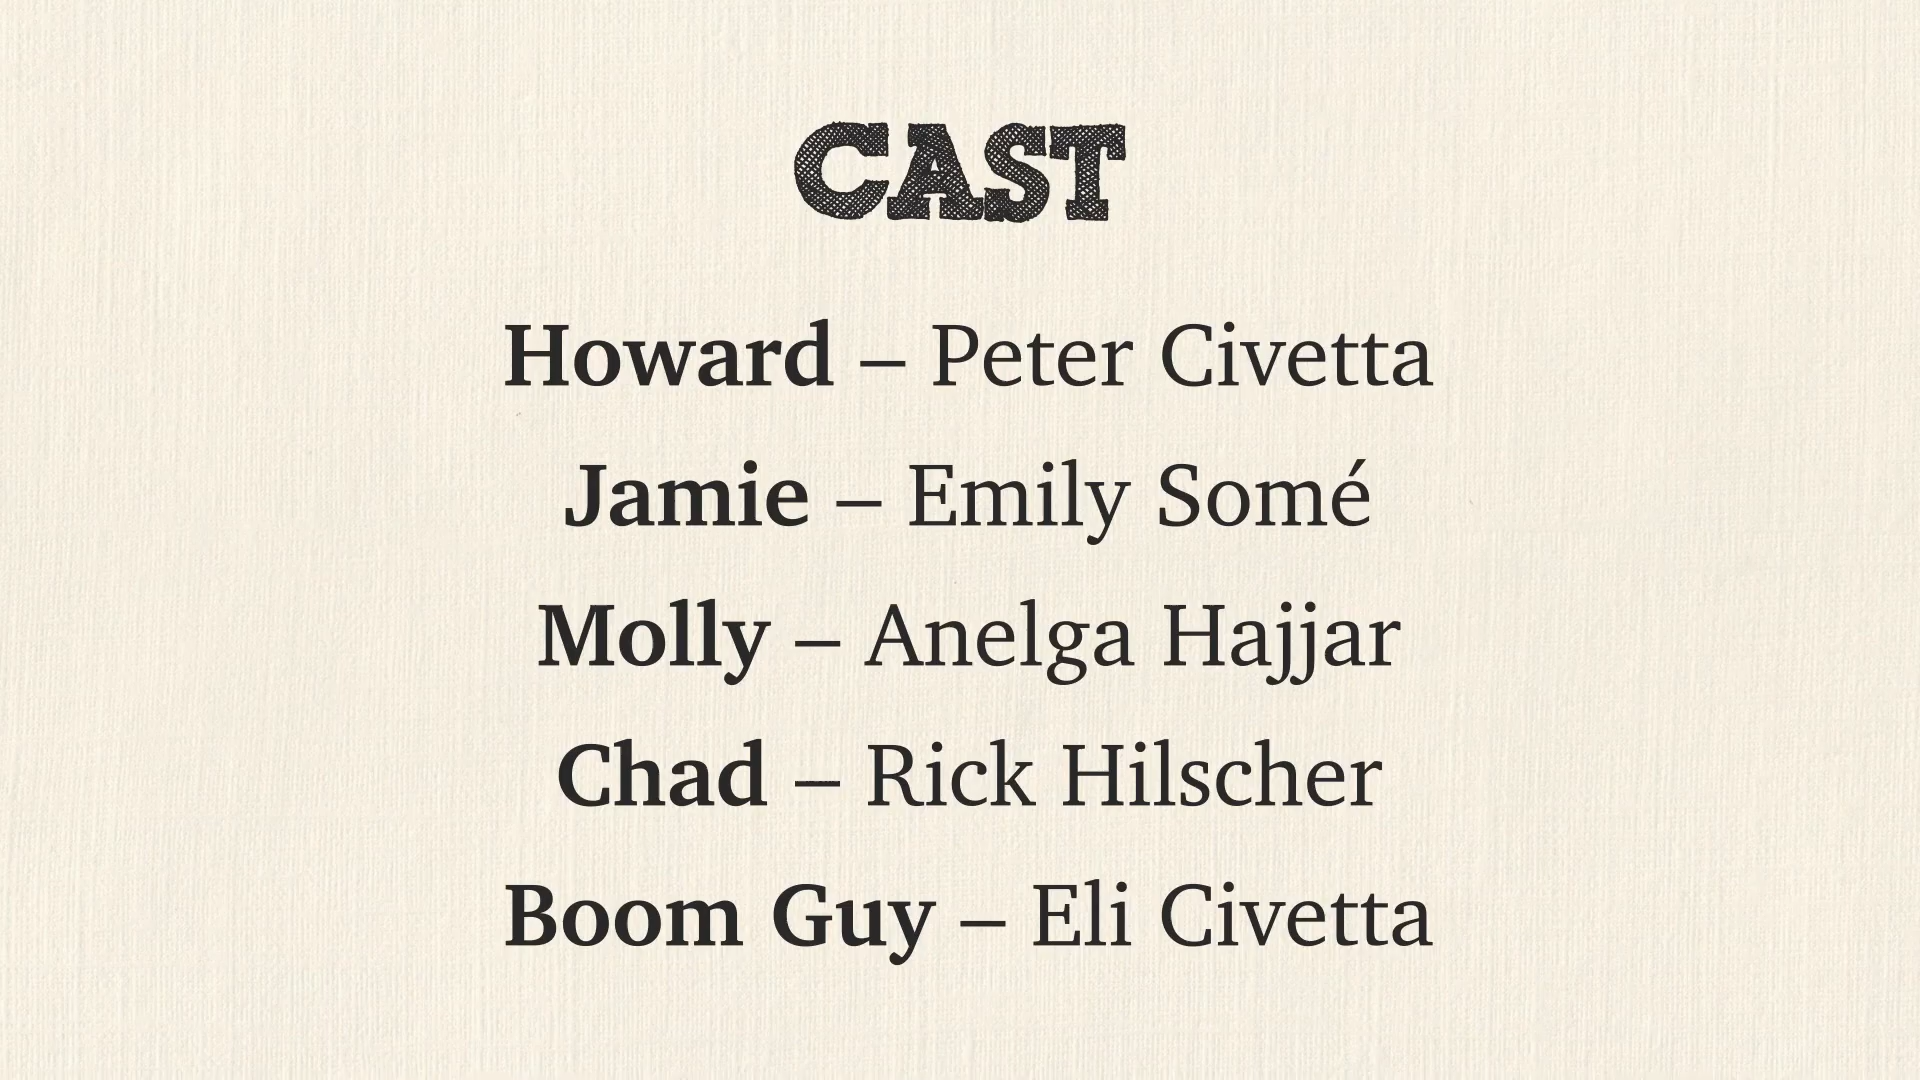 CAST
Howard – Peter Civetta
Jamie – Emily Somé
Molly – Anelga Hajjar
Chad – Rick Hilscher
Boom Guy – Eli Civetta